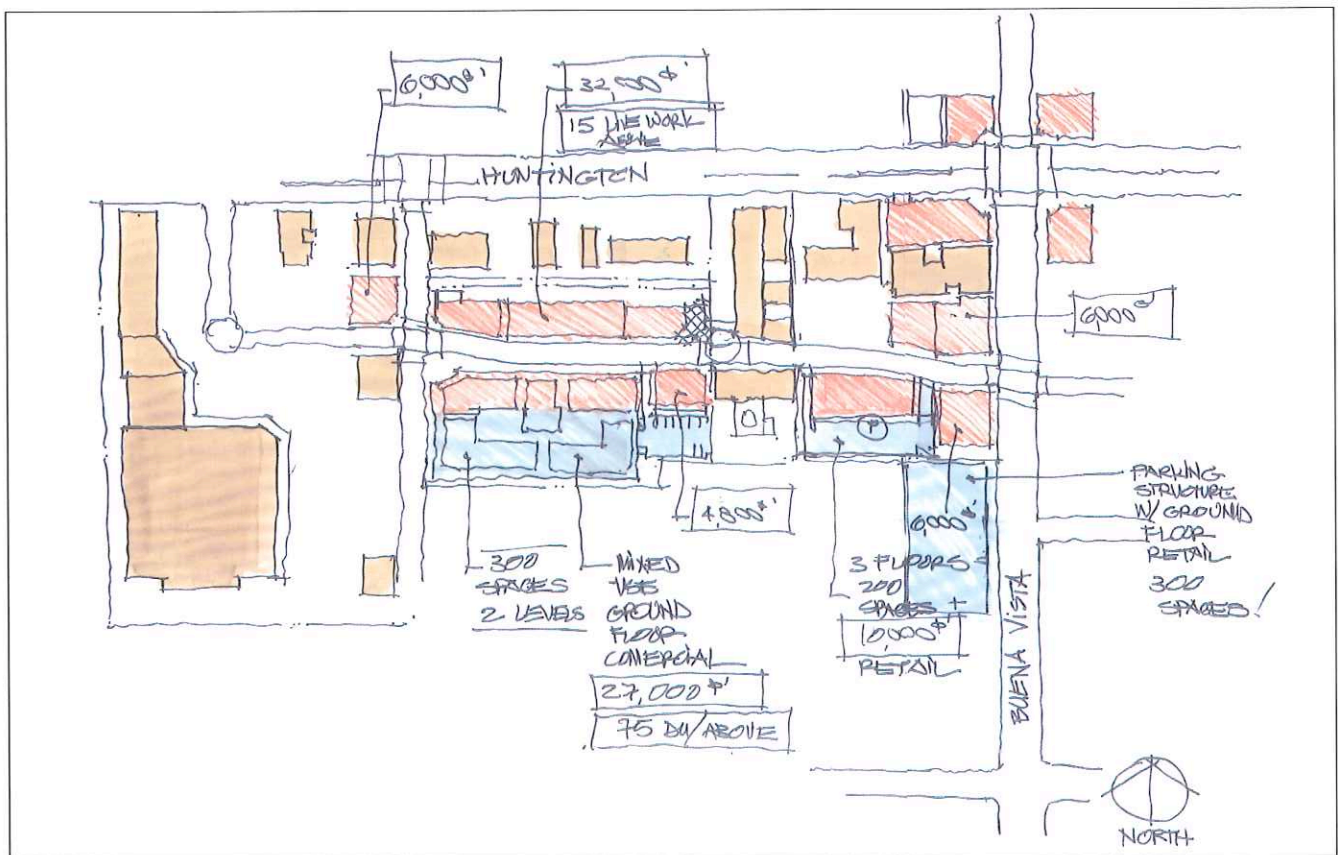 6,000 ⌀'
32,000 ⌀'
15 LIVE WORK
ABOVE
HUNTINGTON
6,000 ⌀'
4,800 ⌀'
300
SPACES
2 LEVELS
MIXED
USE
GROUND
FLOOR
COMERCIAL
27,000 ⌀'
75 DU/ABOVE
P
6,000 ⌀'
3 FLOORS =
200
SPACES +
10,000 ⌀'
RETAIL
PARKING
STRUCTURE
W/ GROUND
FLOOR
RETAIL
300
SPACES!
BUENA VISTA
NORTH